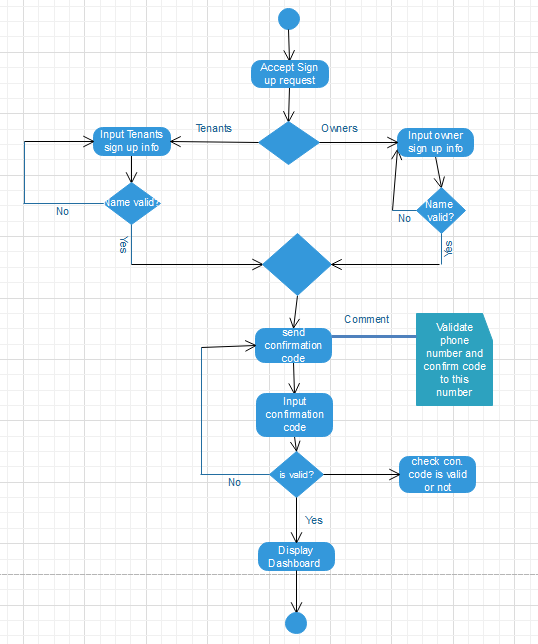 Accept Sign
up request
Tenants
Owners
Input Tenants
sign up info
Input owner
sign up info
Name valid?
No
Yes
Name
valid?
No
yes
send
confirmation
code
Comment
Validate
phone
number and
confirm code
to this
number
Input
confirmation
code
is valid?
No
check con.
code is valid
or not
Yes
Display
Dashboard